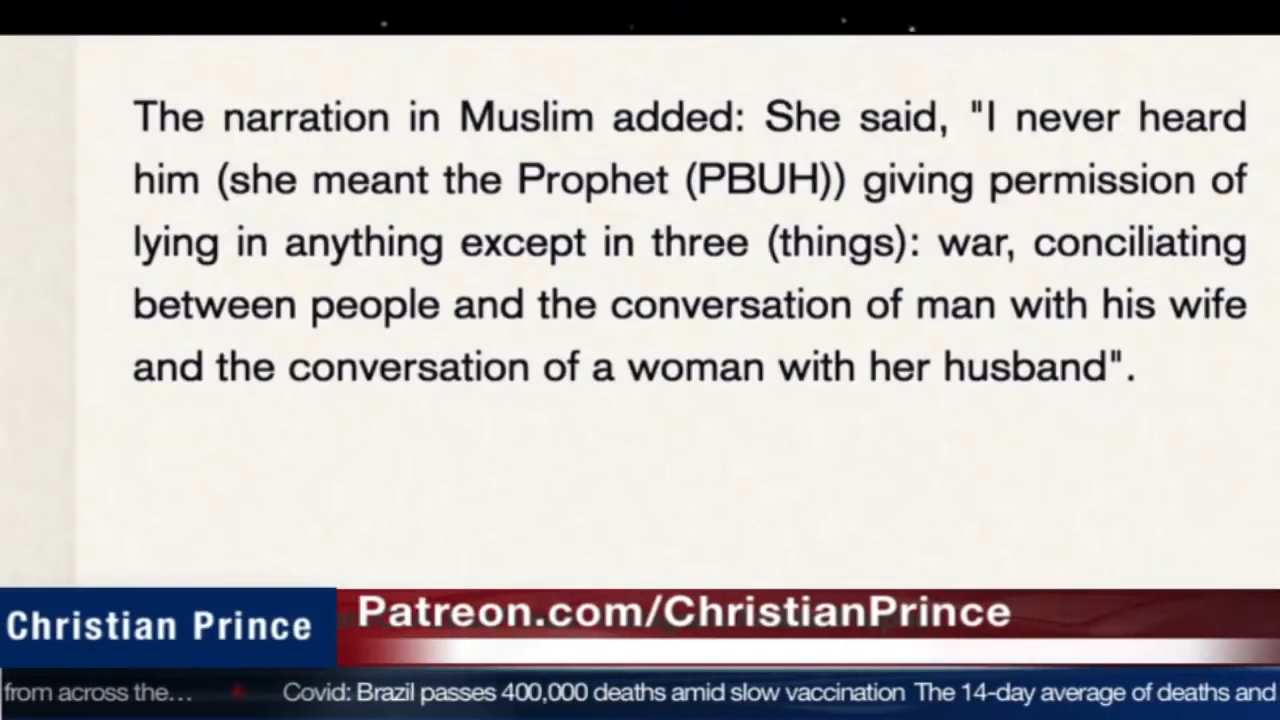 The narration in Muslim added: She said, "I never heard
him (she meant the Prophet (PBUH)) giving permission of
lying in anything except in three (things): war, conciliating
between people and the conversation of man with his wife
and the conversation of a woman with her husband".
Christian Prince
Patreon.com/ChristianPrince
from across the... Covid: Brazil passes 400,000 deaths amid slow vaccination The 14-day average of deaths and